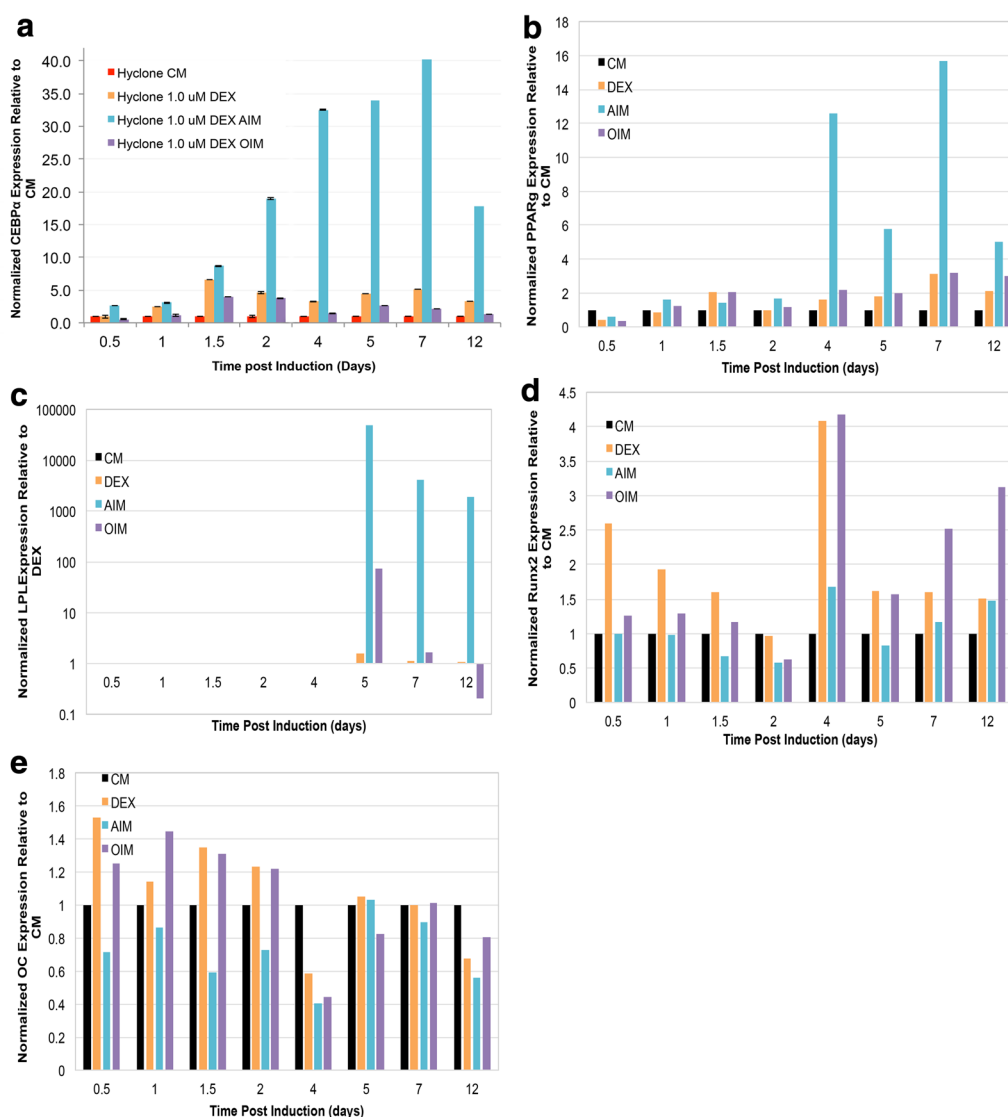 a
Normalized CEBPα Expression Relative to
CM
40.0
35.0
30.0
25.0
20.0
15.0
10.0
5.0
0.0
Hyclone CM
Hyclone 1.0 uM DEX
Hyclone 1.0 uM DEX AIM
Hyclone 1.0 uM DEX OIM
0.5 1 1.5 2 4 5 7 12
Time post Induction (Days)
b
Normalized PPARg Expression Relative
to CM
18
16
14
12
10
8
6
4
2
0
CM
DEX
AIM
OIM
0.5 1 1.5 2 4 5 7 12
Time Post Induction (days)
c
Normalized LPLExpression Relative to
DEX
100000
10000
1000
100
10
1
0.1
CM
DEX
AIM
OIM
0.5 1 1.5 2 4 5 7 12
Time Post Induction (days)
d
Normalized Runx2 Expression Relative
to CM
4.5
4
3.5
3
2.5
2
1.5
1
0.5
0
CM
DEX
AIM
OIM
0.5 1 1.5 2 4 5 7 12
Time Post Induction (days)
e
Normalized OC Expression Relative to
CM
1.8
1.6
1.4
1.2
1
0.8
0.6
0.4
0.2
0
CM
DEX
AIM
OIM
0.5 1 1.5 2 4 5 7 12
Time Post Induction (days)